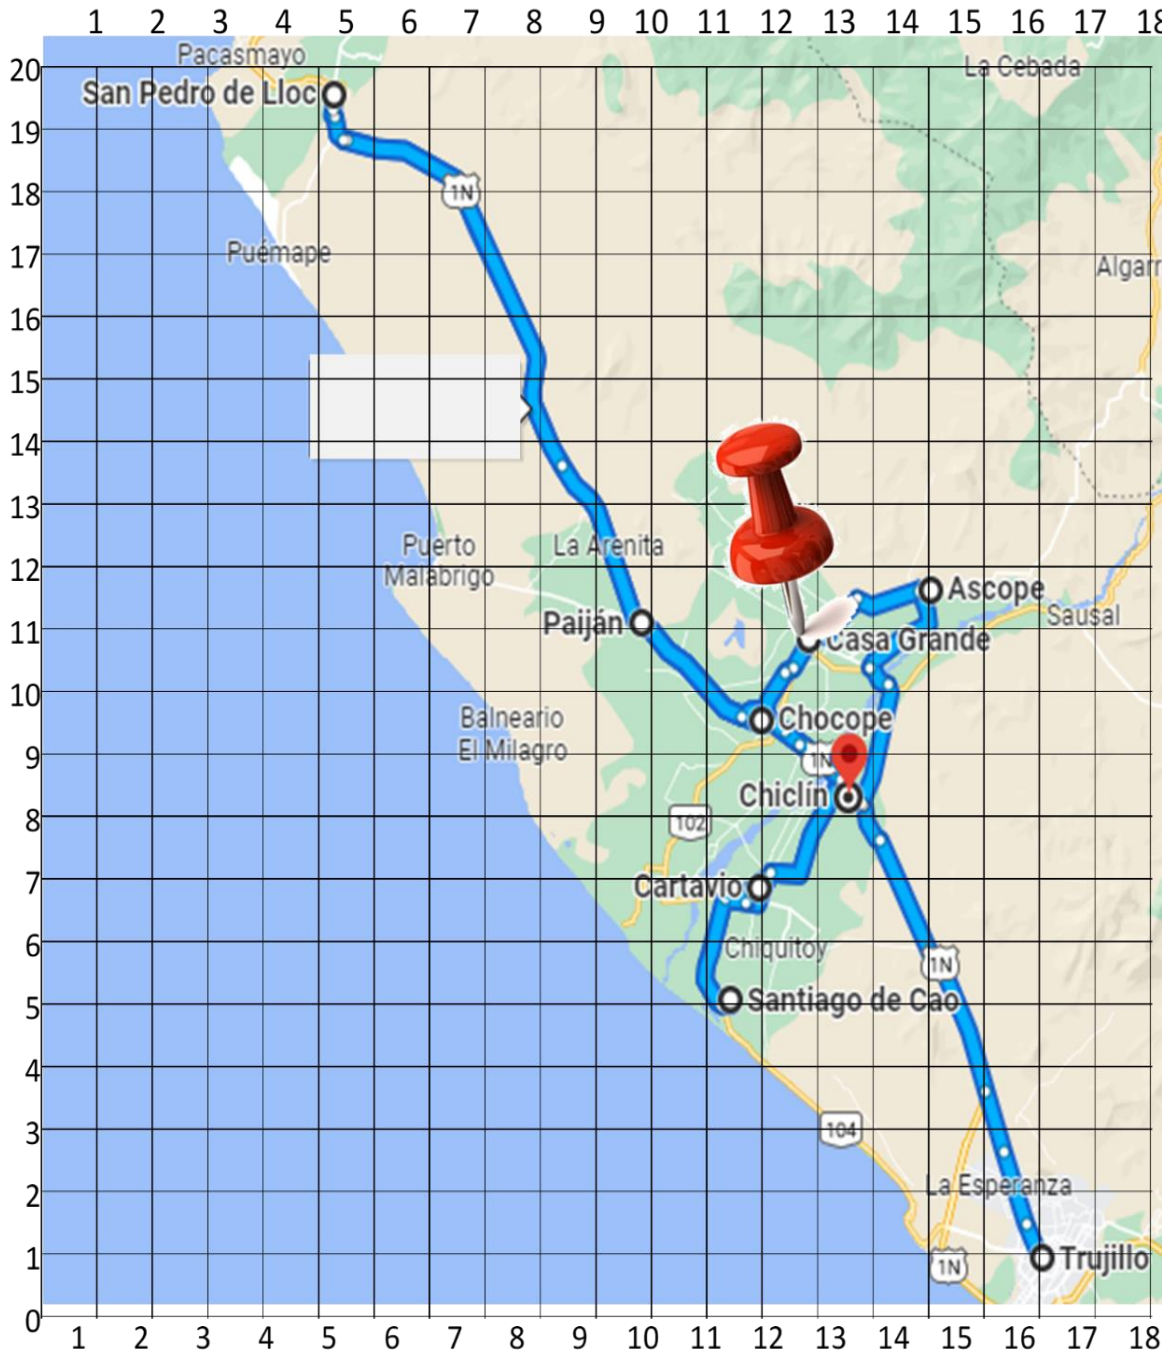 1 2 3 4 5 6 7 8 9 10 11 12 13 14 15 16 17 18
Pacasmayo
20
La Cebada
San Pedro de Lloc
19
18
1N
17
Puémape
Algarr
16
15
14
13
12
La Arenita
Puerto
Malabrigo
Ascope
Sausal
11
Paiján
Casa Grande
10
Balneario
El Milagro
Chocope
9
1N
Chiclín
8
102
7
Cartavio
6
Chiquitoy
1N
5
Santiago de Cao
4
3
104
2
La Esperanza
1
1N
Trujillo
0
1 2 3 4 5 6 7 8 9 10 11 12 13 14 15 16 17 18